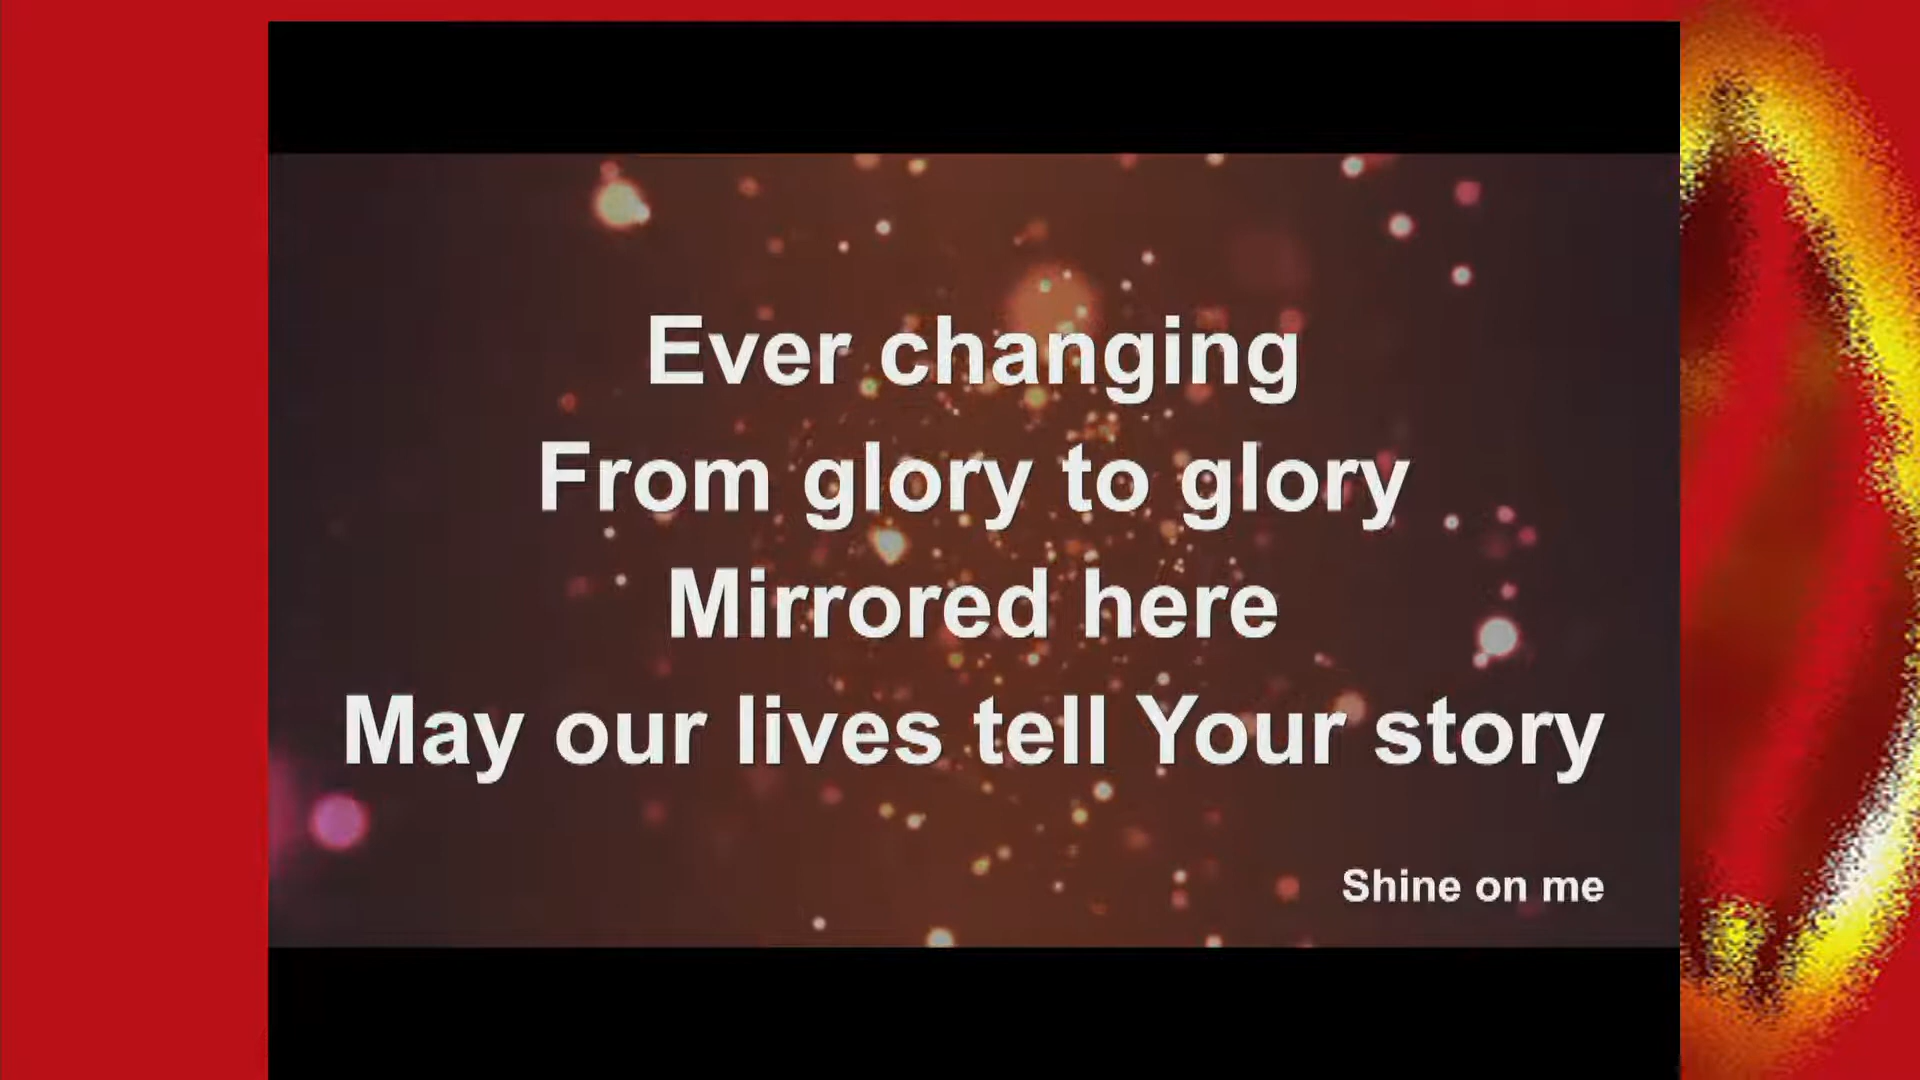 Ever changing
From glory to glory
Mirrored here
May our lives tell Your story
Shine on me